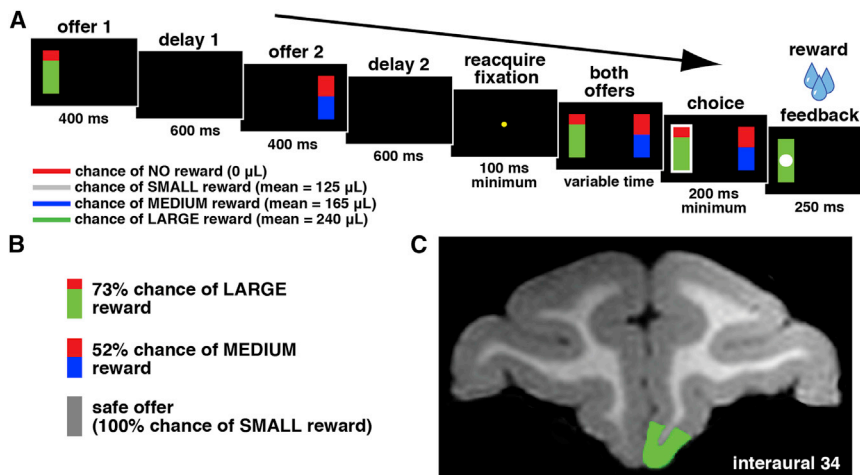 A
offer 1
400 ms
delay 1
600 ms
offer 2
400 ms
delay 2
600 ms
reacquire
fixation
100 ms
minimum
both
offers
variable time
choice
200 ms
minimum
reward
feedback
250 ms
chance of NO reward (0 µL)
chance of SMALL reward (mean = 125 µL)
chance of MEDIUM reward (mean = 165 µL)
chance of LARGE reward (mean = 240 µL)
B
73% chance of LARGE
reward
52% chance of MEDIUM
reward
safe offer
(100% chance of SMALL reward)
C
interaural 34